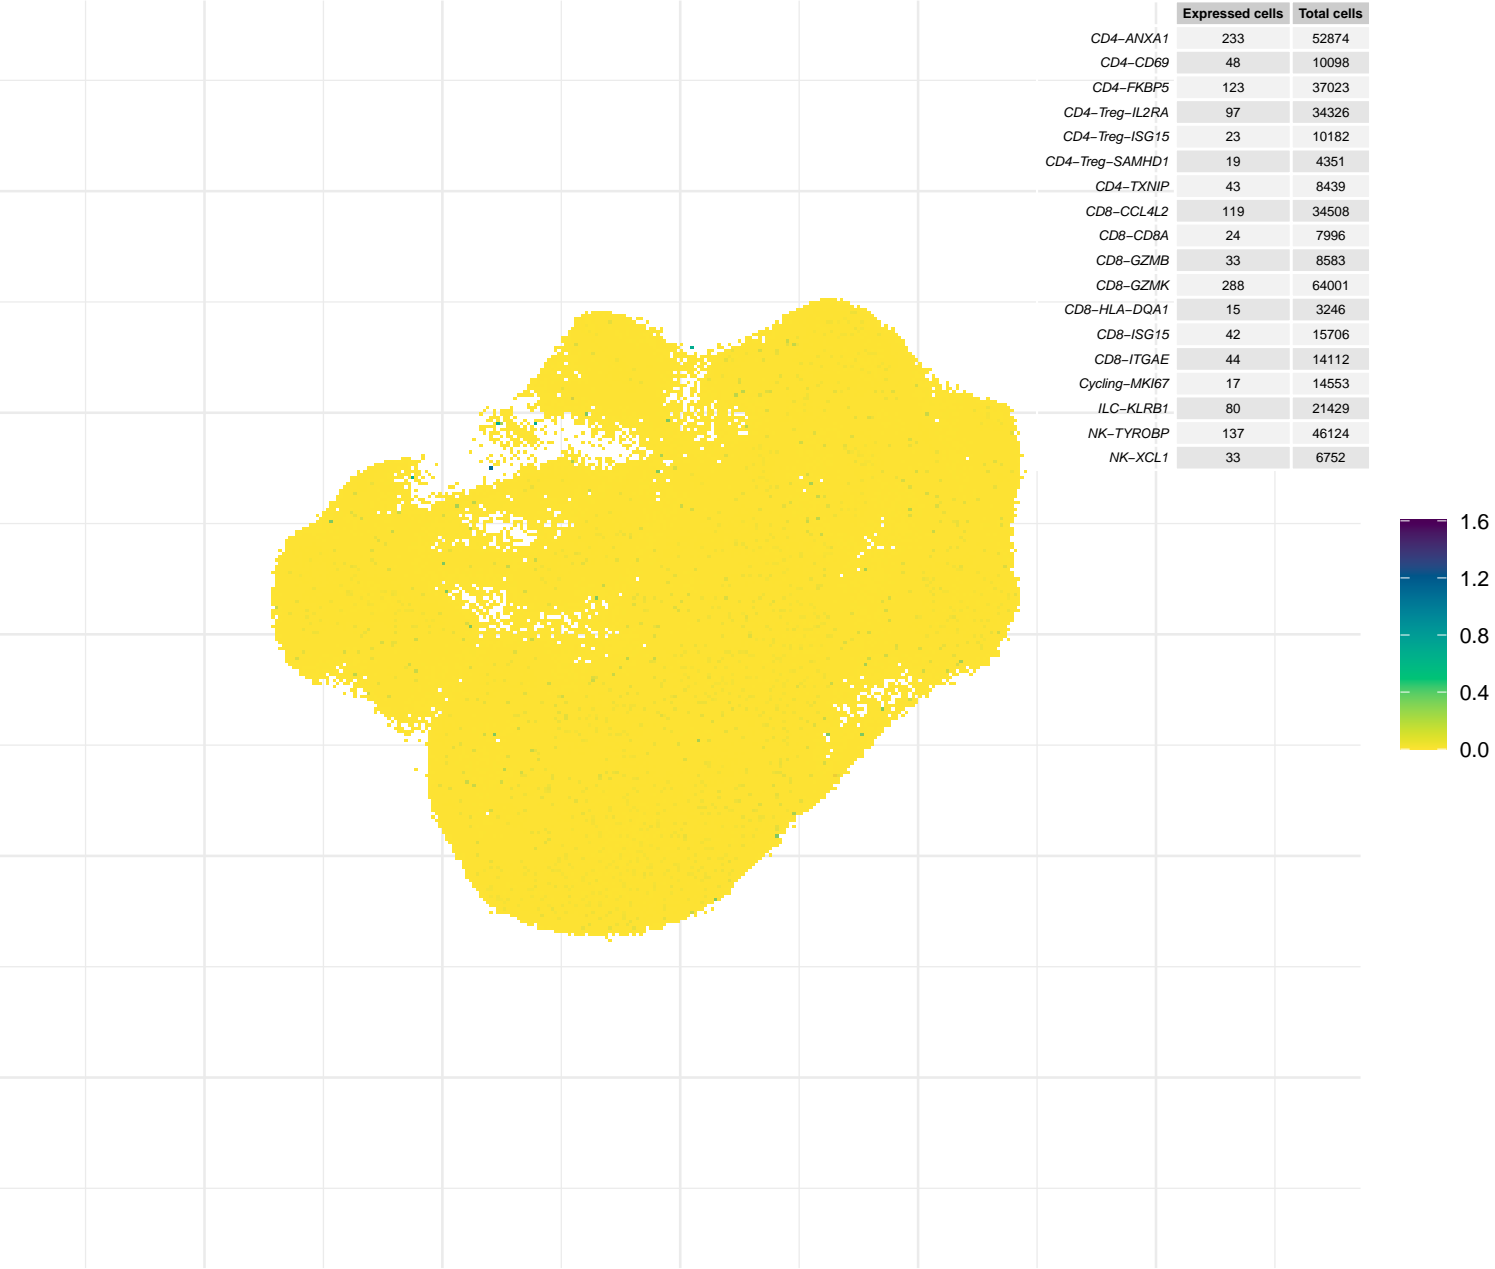 Expressed cells Total cells
CD4−ANXA1 233 52874
CD4−CD69 48 10098
CD4−FKBP5 123 37023
CD4−Treg−IL2RA 97 34326
CD4−Treg−ISG15 23 10182
CD4−Treg−SAMHD1 19 4351
CD4−TXNIP 43 8439
CD8−CCL4L2 119 34508
CD8−CD8A 24 7996
CD8−GZMB 33 8583
CD8−GZMK 288 64001
CD8−HLA−DQA1 15 3246
CD8−ISG15 42 15706
CD8−ITGAE 44 14112
Cycling−MKI67 17 14553
ILC−KLRB1 80 21429
NK−TYROBP 137 46124
NK−XCL1 33 6752
1.6
1.2
0.8
0.4
0.0